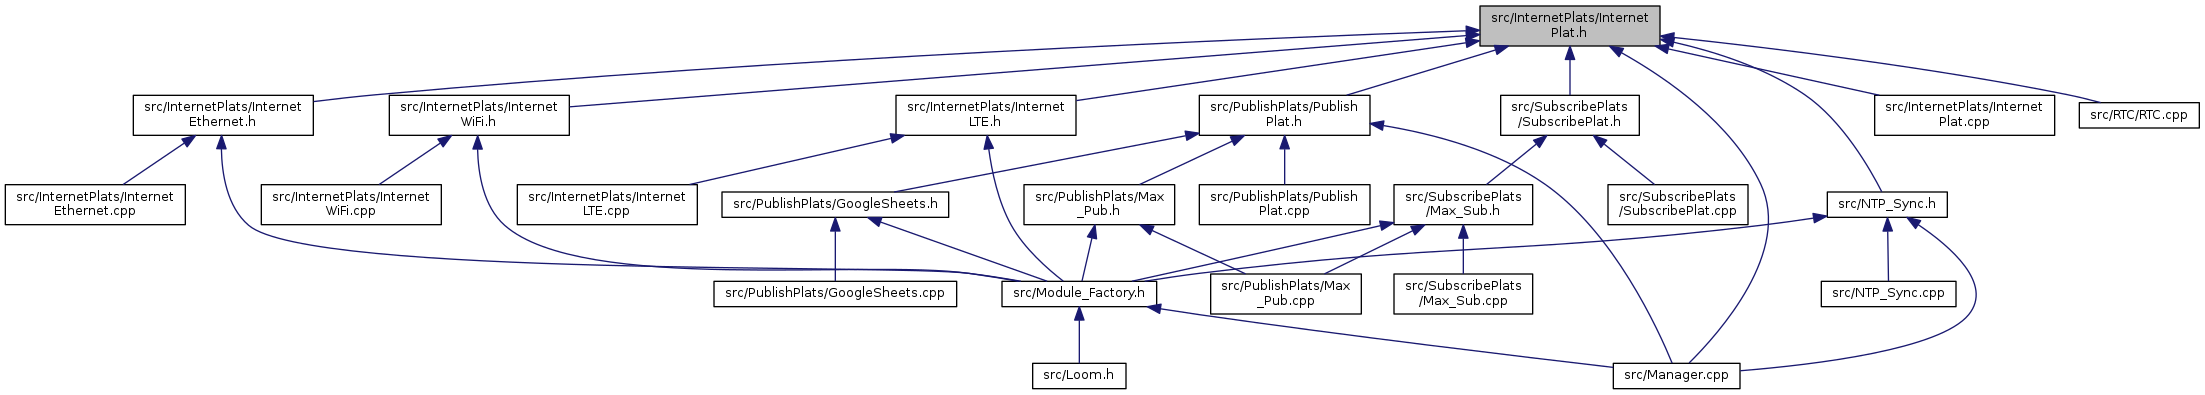 src/InternetPlats/Internet
Plat.h
src/InternetPlats/Internet
Ethernet.h
src/InternetPlats/Internet
WiFi.h
src/InternetPlats/Internet
LTE.h
src/PublishPlats/Publish
Plat.h
src/SubscribePlats
/SubscribePlat.h
src/InternetPlats/Internet
Plat.cpp
src/RTC/RTC.cpp
src/InternetPlats/Internet
Ethernet.cpp
src/InternetPlats/Internet
WiFi.cpp
src/InternetPlats/Internet
LTE.cpp
src/PublishPlats/GoogleSheets.h
src/PublishPlats/Max
_Pub.h
src/PublishPlats/Publish
Plat.cpp
src/SubscribePlats
/Max_Sub.h
src/SubscribePlats
/SubscribePlat.cpp
src/NTP_Sync.h
src/PublishPlats/GoogleSheets.cpp
src/Module_Factory.h
src/PublishPlats/Max
_Pub.cpp
src/SubscribePlats
/Max_Sub.cpp
src/NTP_Sync.cpp
src/Loom.h
src/Manager.cpp